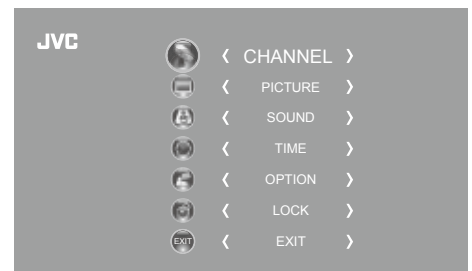 JVC
CHANNEL
PICTURE
SOUND
TIME
OPTION
LOCK
EXIT EXIT